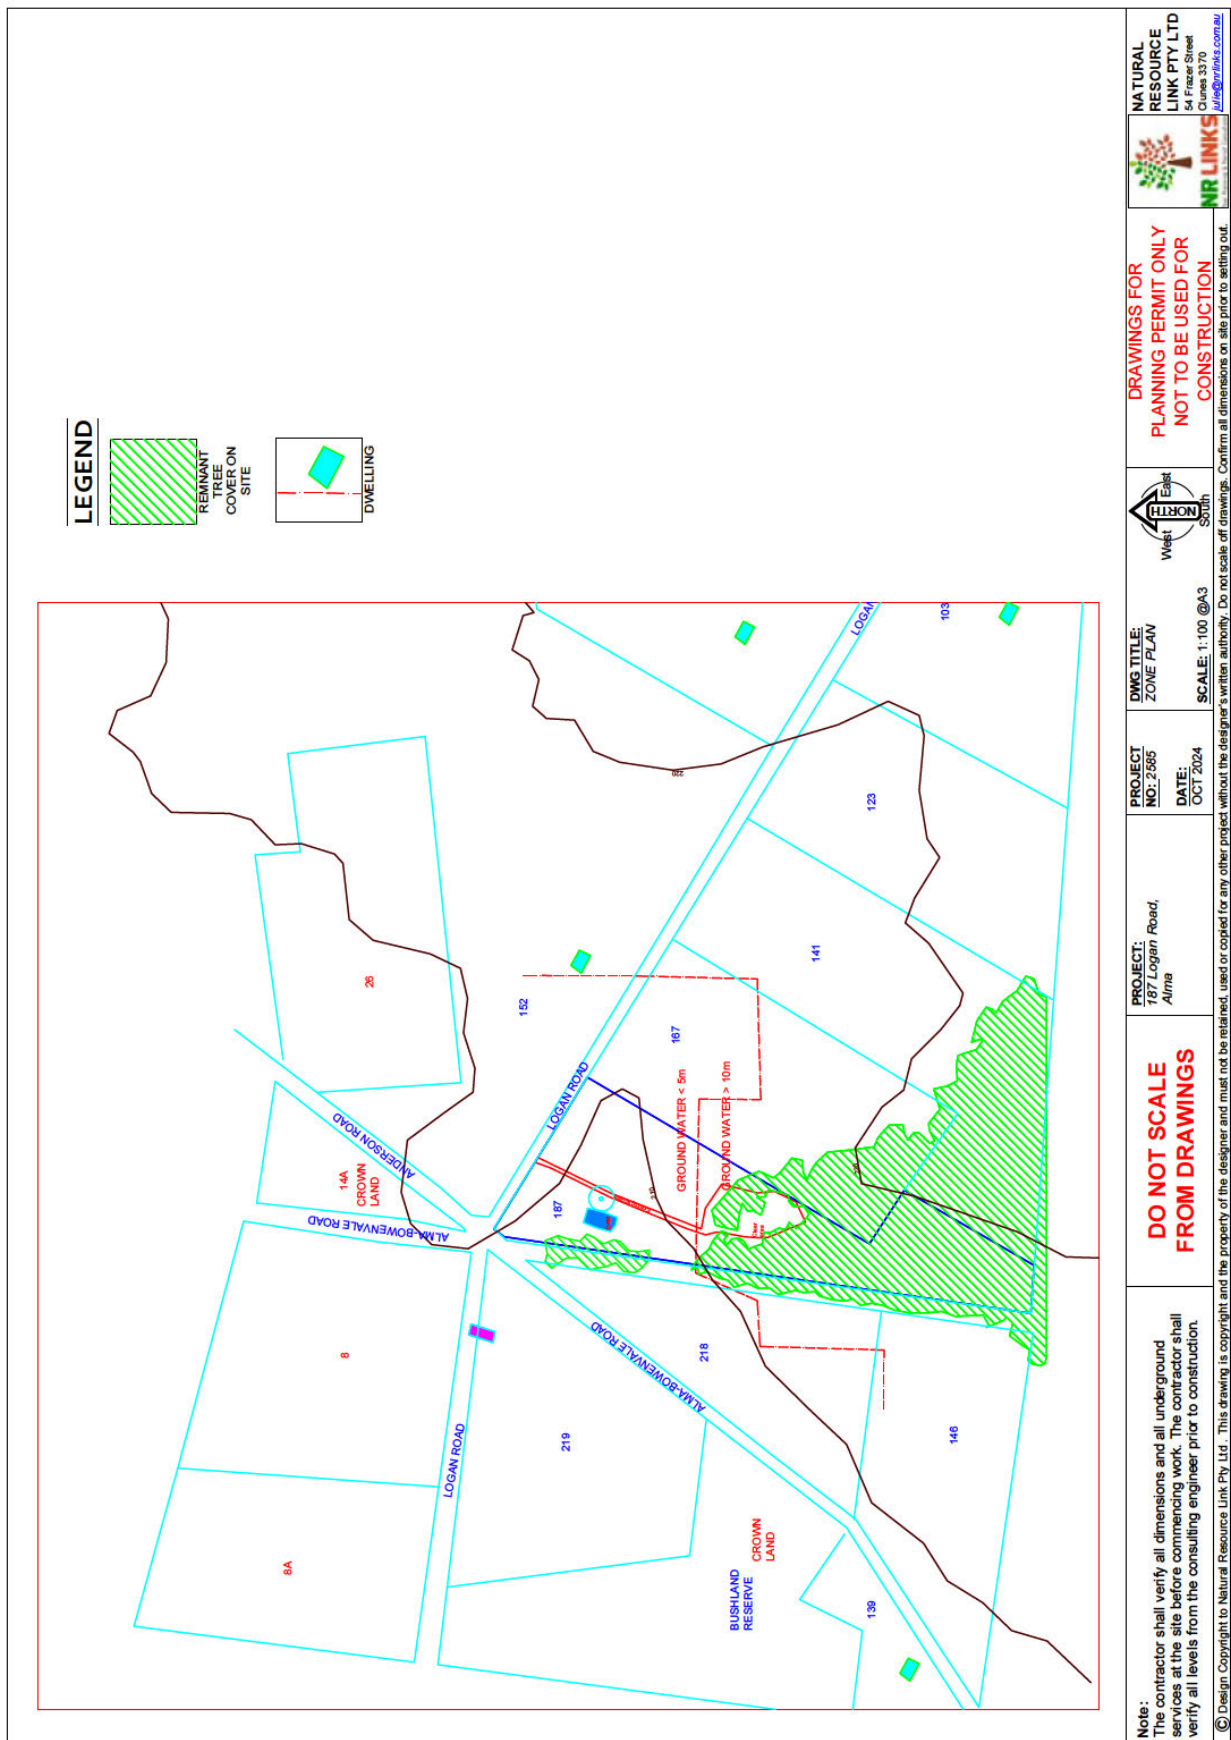 LEGEND
REMNANT
TREE
COVER ON
SITE
DWELLING
8A
8
14A
CROWN
LAND
26
ALMA-BOWENVALE ROAD
ANDERSON ROAD
LOGAN ROAD
LOGAN ROAD
LOGAN
219
187
152
167
GROUND WATER < 5m
GROUND WATER > 10m
210
220
220
ALMA-BOWENVALE ROAD
218
141
123
103
BUSHLAND
RESERVE
CROWN
LAND
139
146
Note:
The contractor shall verify all dimensions and all underground
services at the site before commencing work. The contractor shall
verify all levels from the consulting engineer prior to construction.
DO NOT SCALE
FROM DRAWINGS
PROJECT:
187 Logan Road,
Alma
PROJECT
NO: 2585
DATE:
OCT 2024
DWG TITLE:
ZONE PLAN
SCALE: 1:100 @A3
NORTH
West
East
South
DRAWINGS FOR
PLANNING PERMIT ONLY
NOT TO BE USED FOR
CONSTRUCTION
NR LINKS
NATURAL
RESOURCE
LINK PTY LTD
54 Frazer Street
Clunes 3370
julie@nrlinks.com.au
© Design Copyright to Natural Resource Link Pty Ltd. This drawing is copyright and the property of the designer and must not be retained, used or copied for any other project without the designer's written authority. Do not scale off drawings. Confirm all dimensions on site prior to setting out.